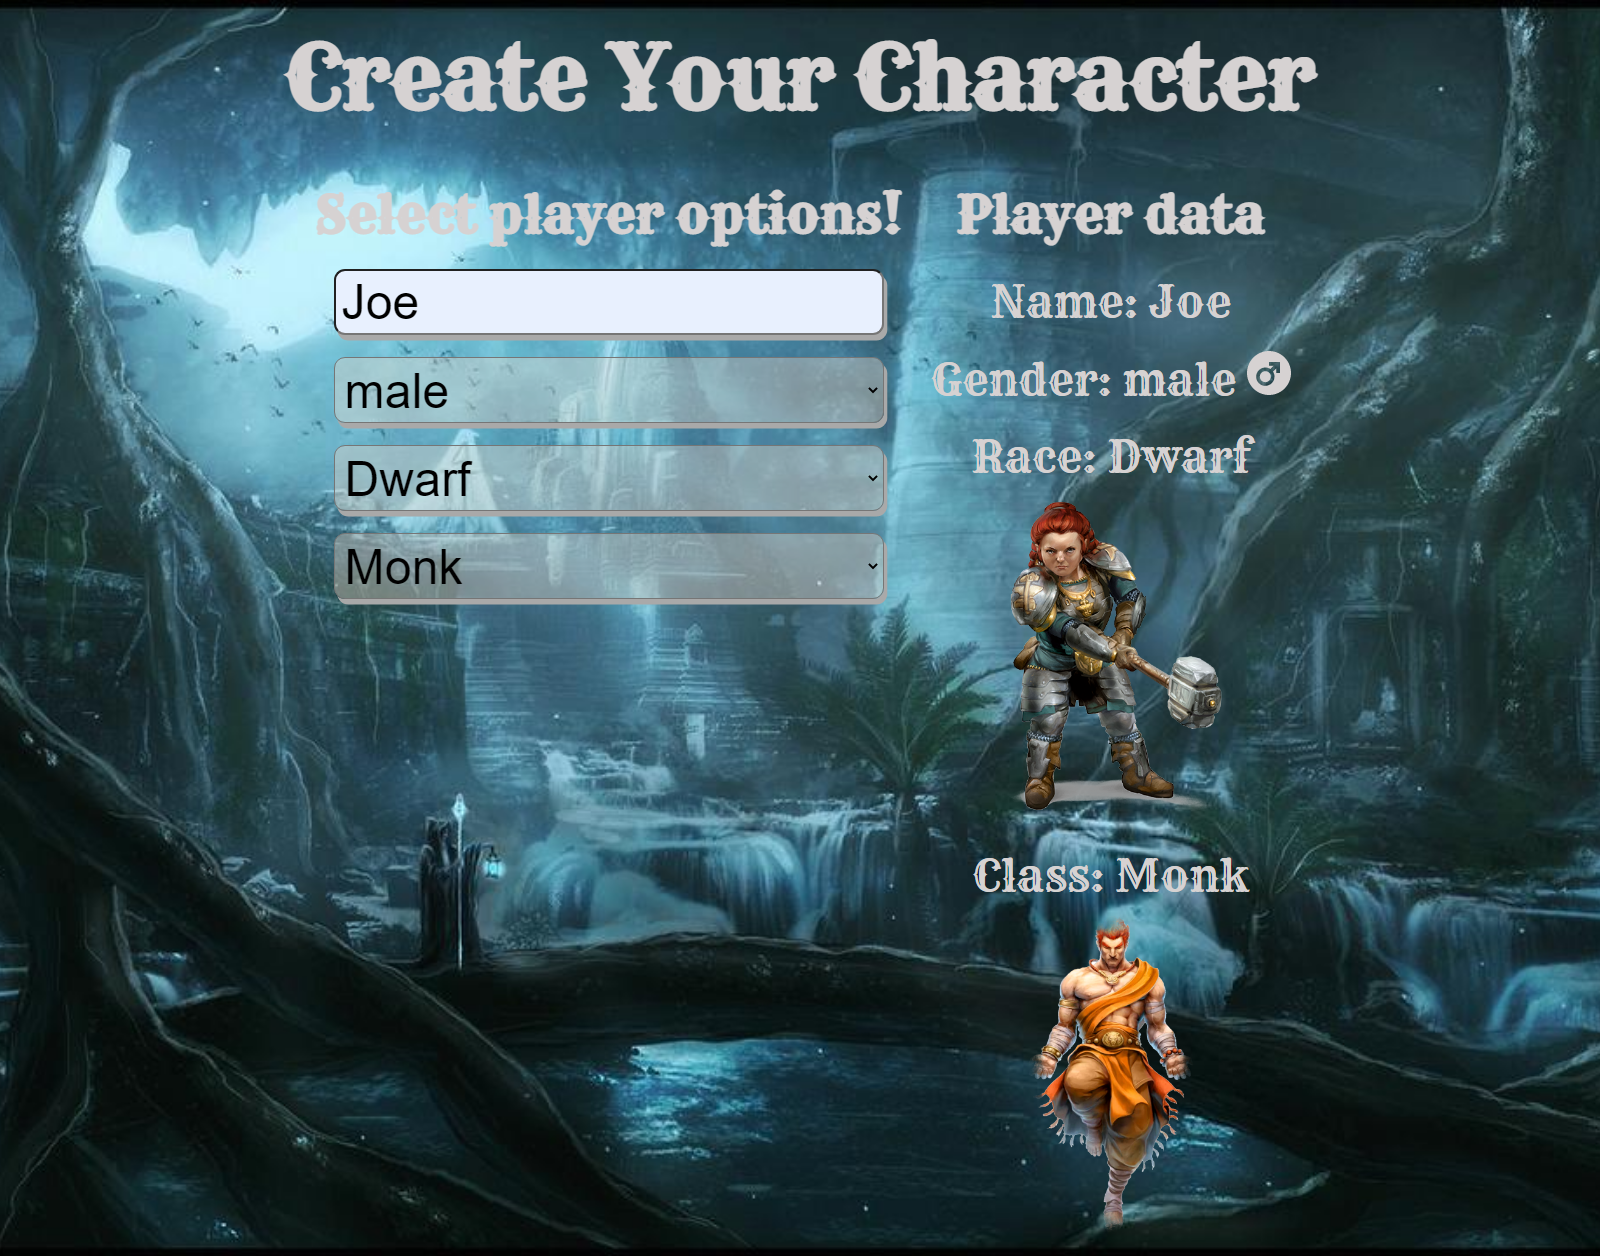 Create Your Character
Select player options!
Joe
male
Dwarf
Monk
Player data
Name: Joe
Gender: male
Race: Dwarf
Class: Monk